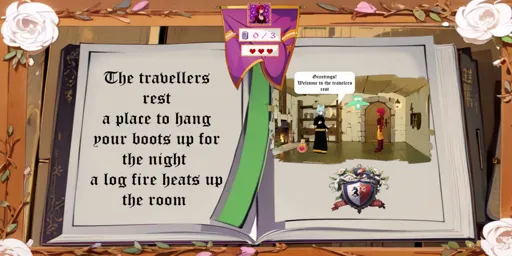 The travellers
rest
a place to hang
your boots up for
the night
a log fire heats up
the room
0 / 3
Greetings!
Welcome to the travelers
rest